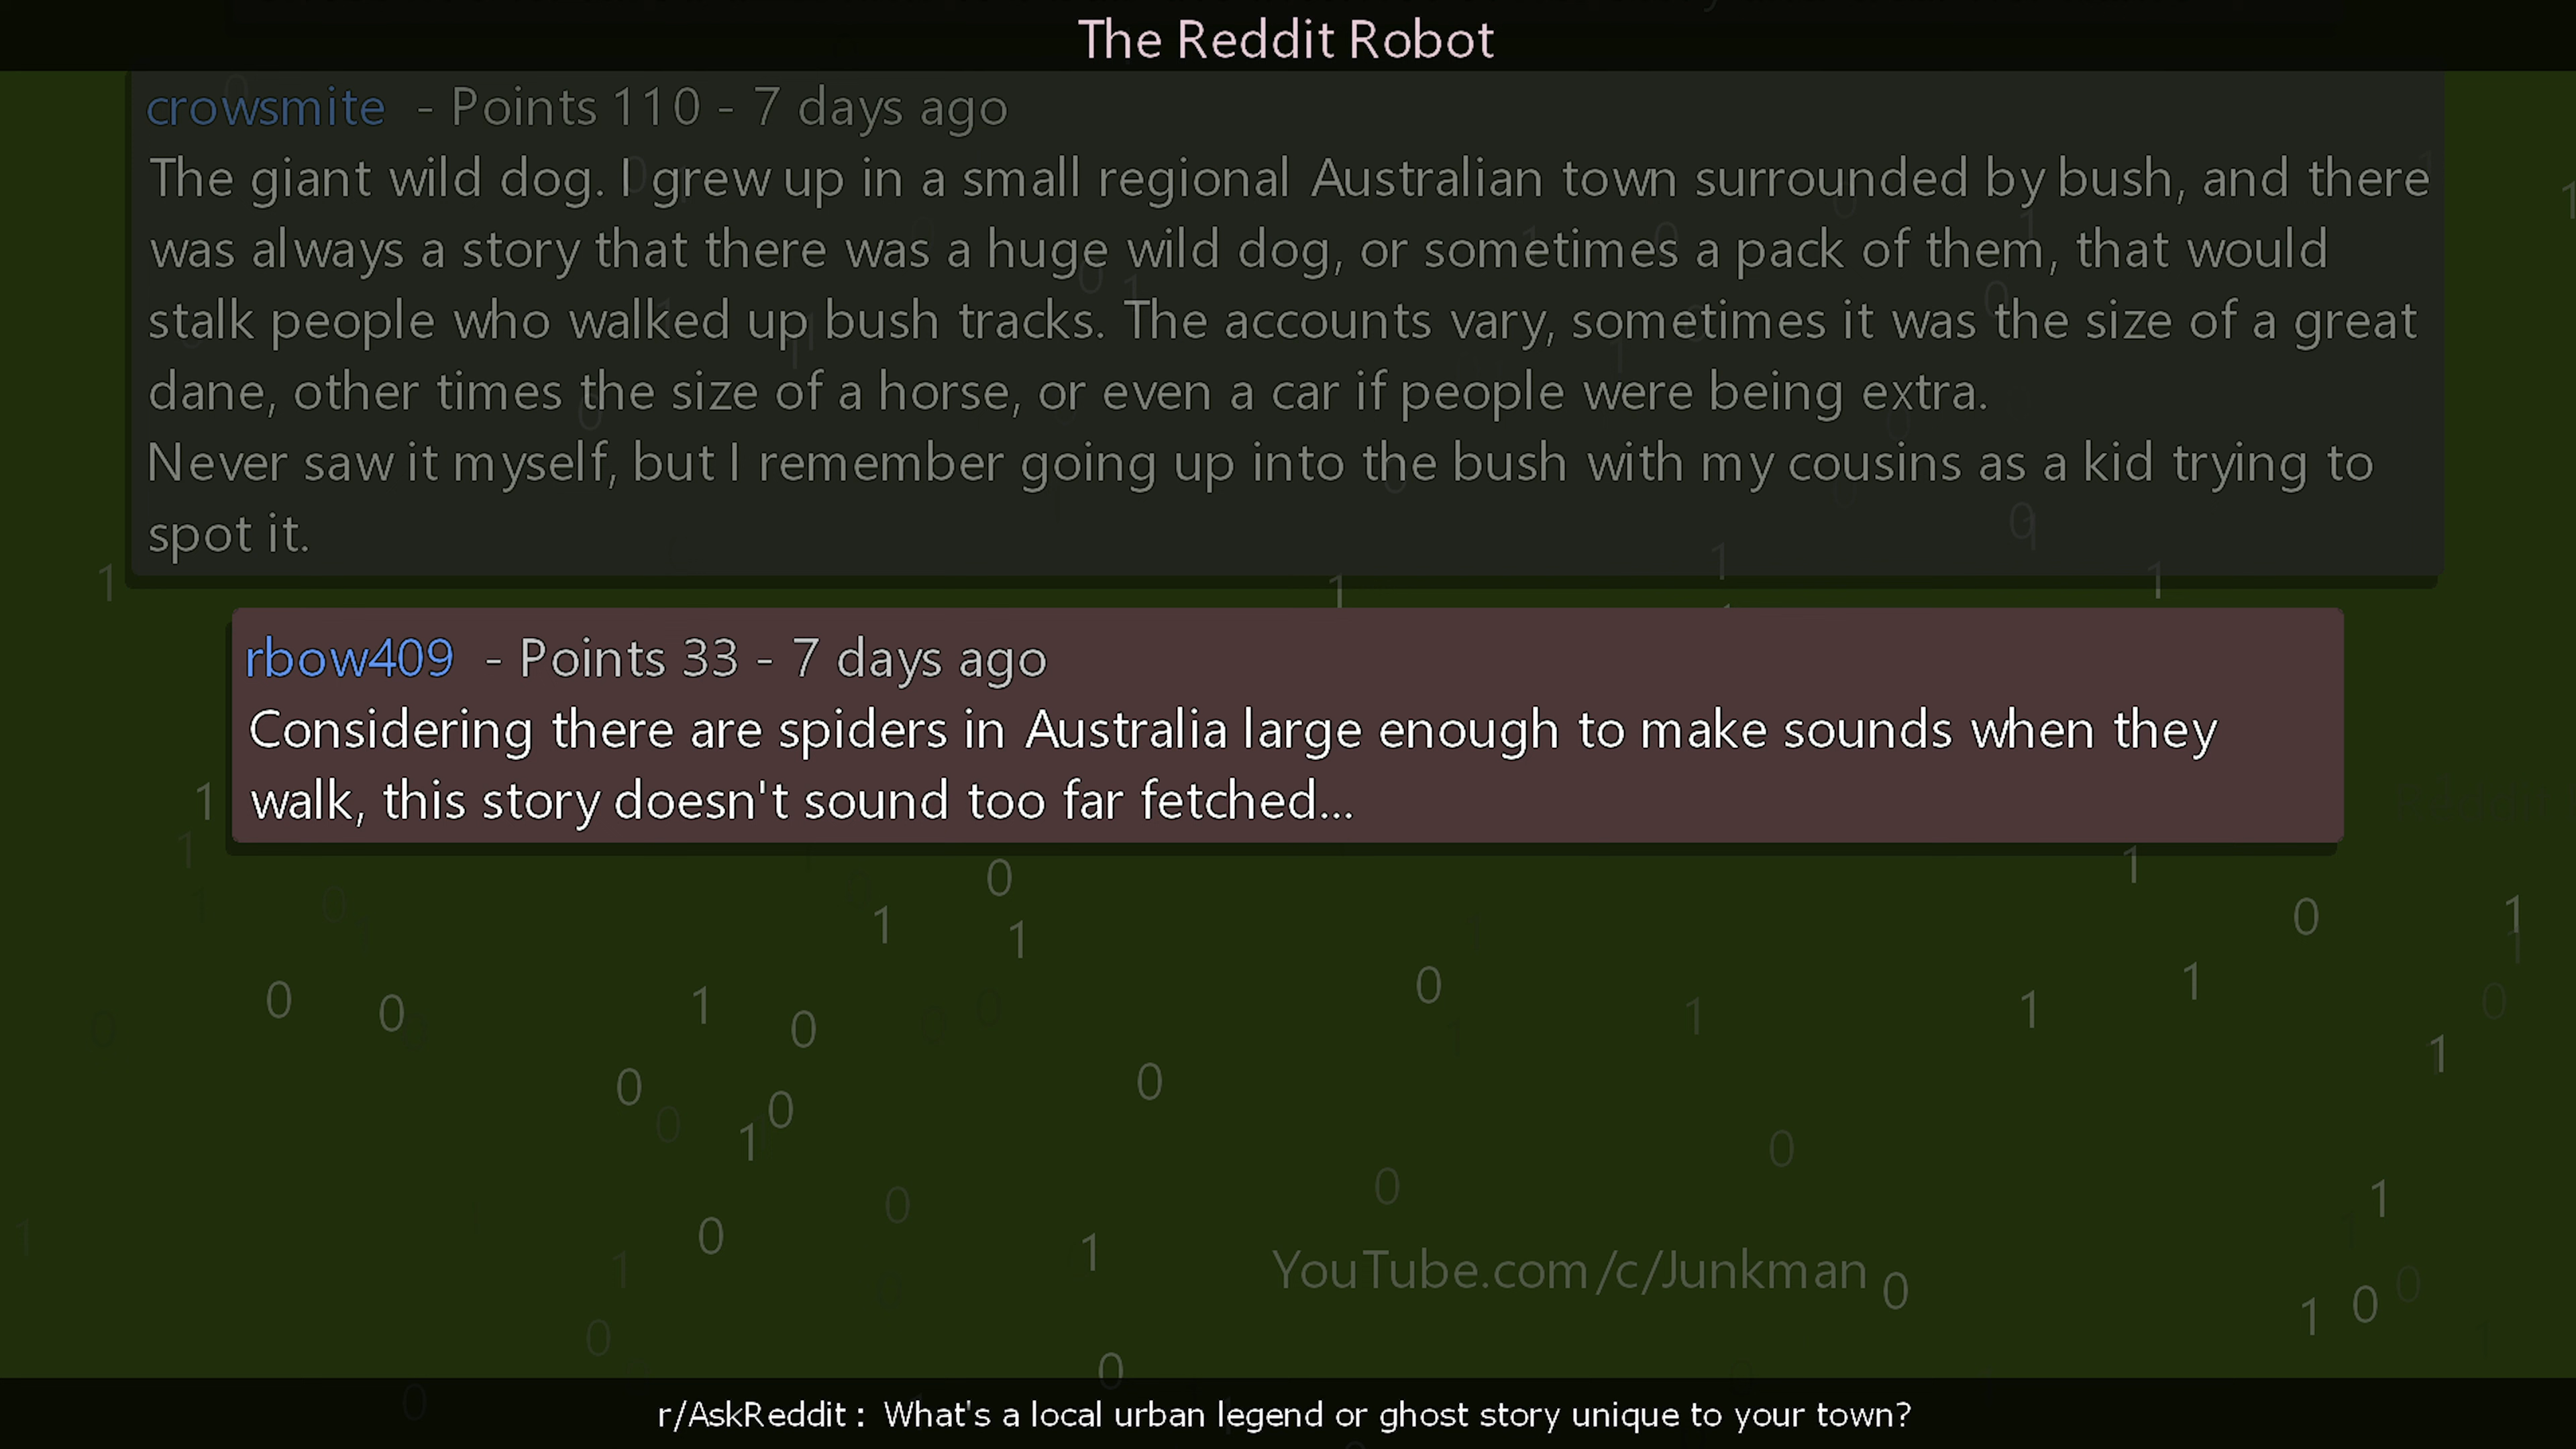 The Reddit Robot
crowsmite - Points 110 - 7 days ago
The giant wild dog. I grew up in a small regional Australian town surrounded by bush, and there
was always a story that there was a huge wild dog, or sometimes a pack of them, that would
stalk people who walked up bush tracks. The accounts vary, sometimes it was the size of a great
dane, other times the size of a horse, or even a car if people were being extra.
Never saw it myself, but I remember going up into the bush with my cousins as a kid trying to
spot it.
rbow409 - Points 33 - 7 days ago
Considering there are spiders in Australia large enough to make sounds when they
walk, this story doesn't sound too far fetched...
YouTube.com/c/Junkman
r/AskReddit : What's a local urban legend or ghost story unique to your town?